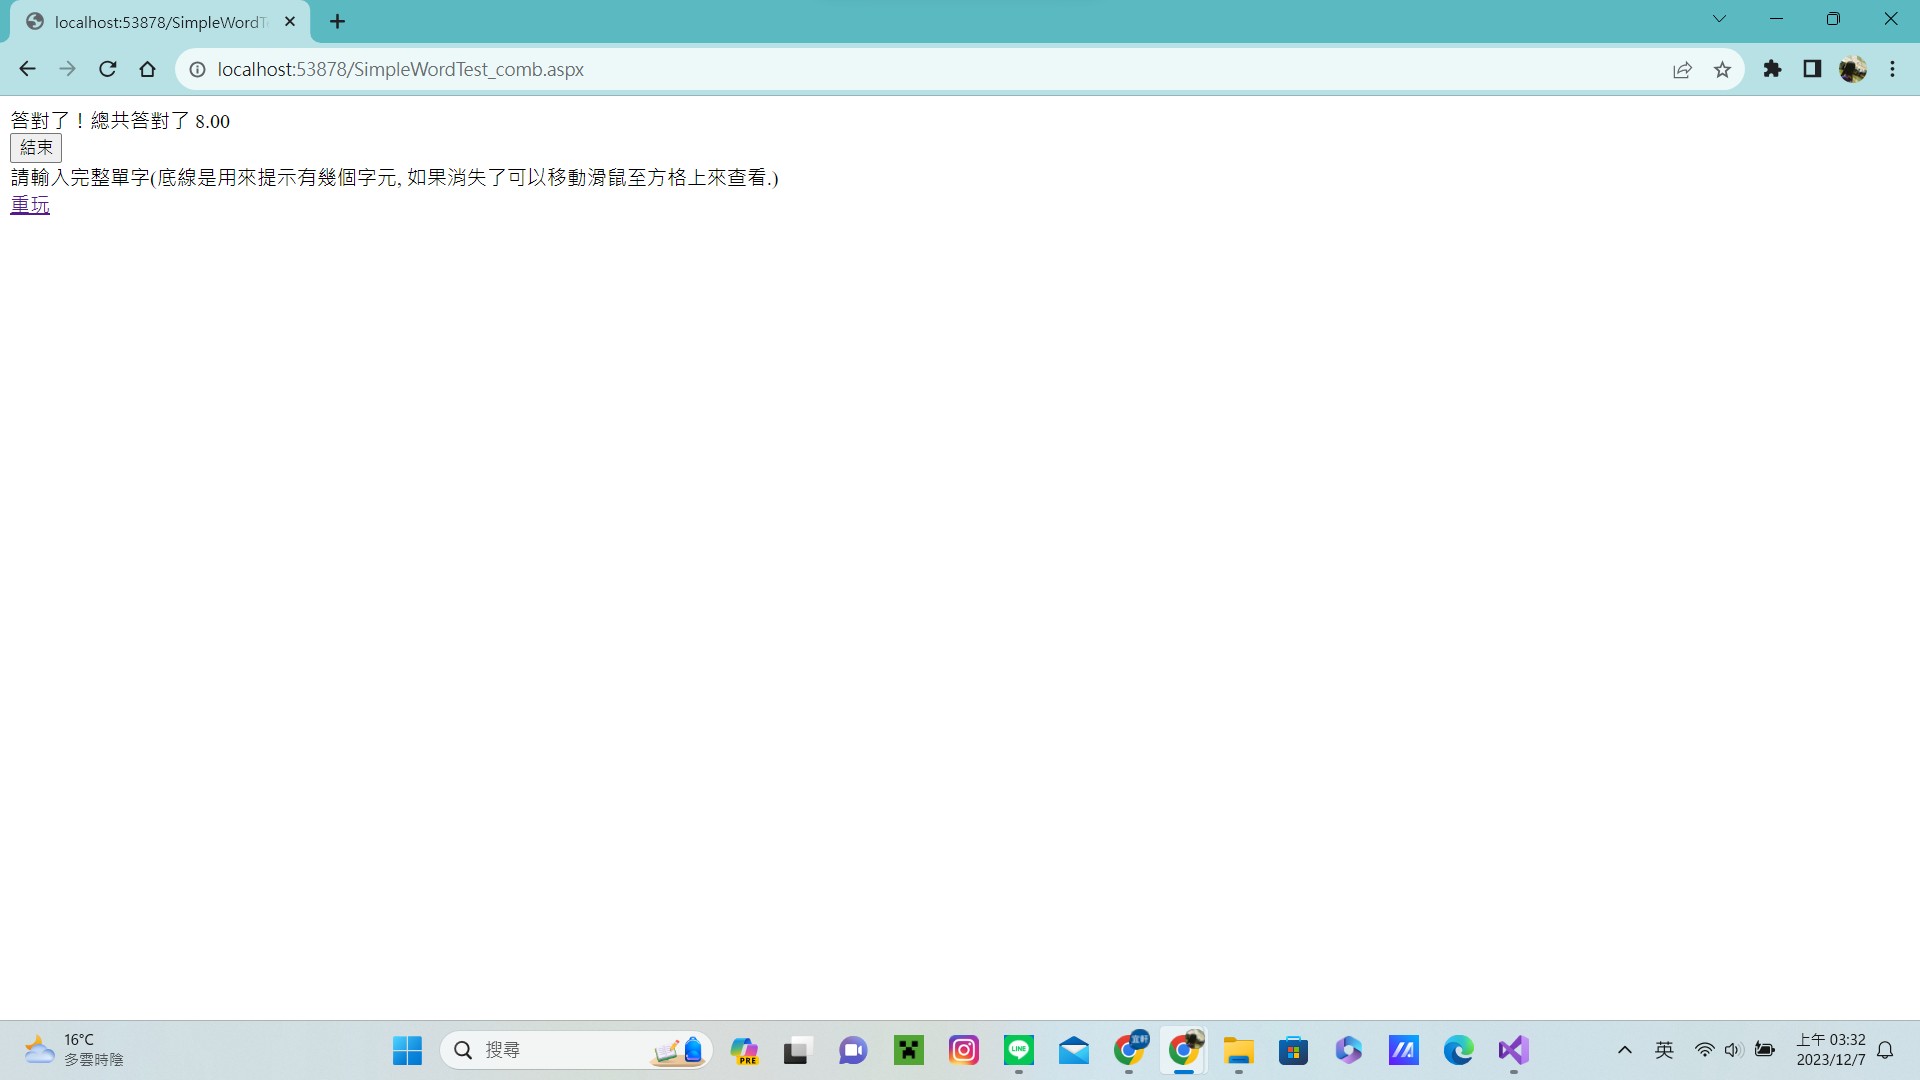 localhost:53878/SimpleWordT
localhost:53878/SimpleWordTest_comb.aspx
答對了！總共答對了 8.00
結束
請輸入完整單字(底線是用來提示有幾個字元, 如果消失了可以移動滑鼠至方格上來查看.)
重玩
16°C
多雲時陰
搜尋
PRE
LINE
宜軒
英
上午 03:32
2023/12/7